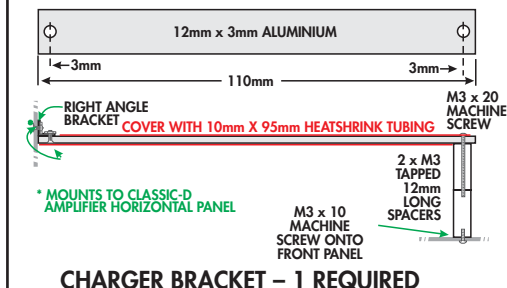 12mm x 3mm ALUMINIUM
3mm
3mm
110mm
RIGHT ANGLE
BRACKET
COVER WITH 10mm X 95mm HEATSHRINK TUBING
M3 x 20
MACHINE
SCREW
* MOUNTS TO CLASSIC-D
AMPLIFIER HORIZONTAL PANEL
2 x M3
TAPPED
12mm
LONG
SPACERS
M3 x 10
MACHINE
SCREW ONTO
FRONT PANEL
*
CHARGER BRACKET – 1 REQUIRED